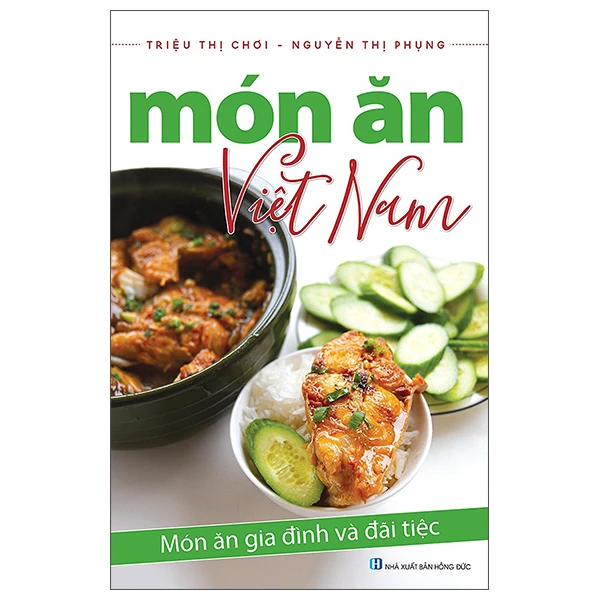 TRIỆU THỊ CHƠI - NGUYỄN THỊ PHỤNG
món ăn
Việt Nam
Món ăn gia đình và đãi tiệc
NHÀ XUẤT BẢN HỒNG ĐỨC